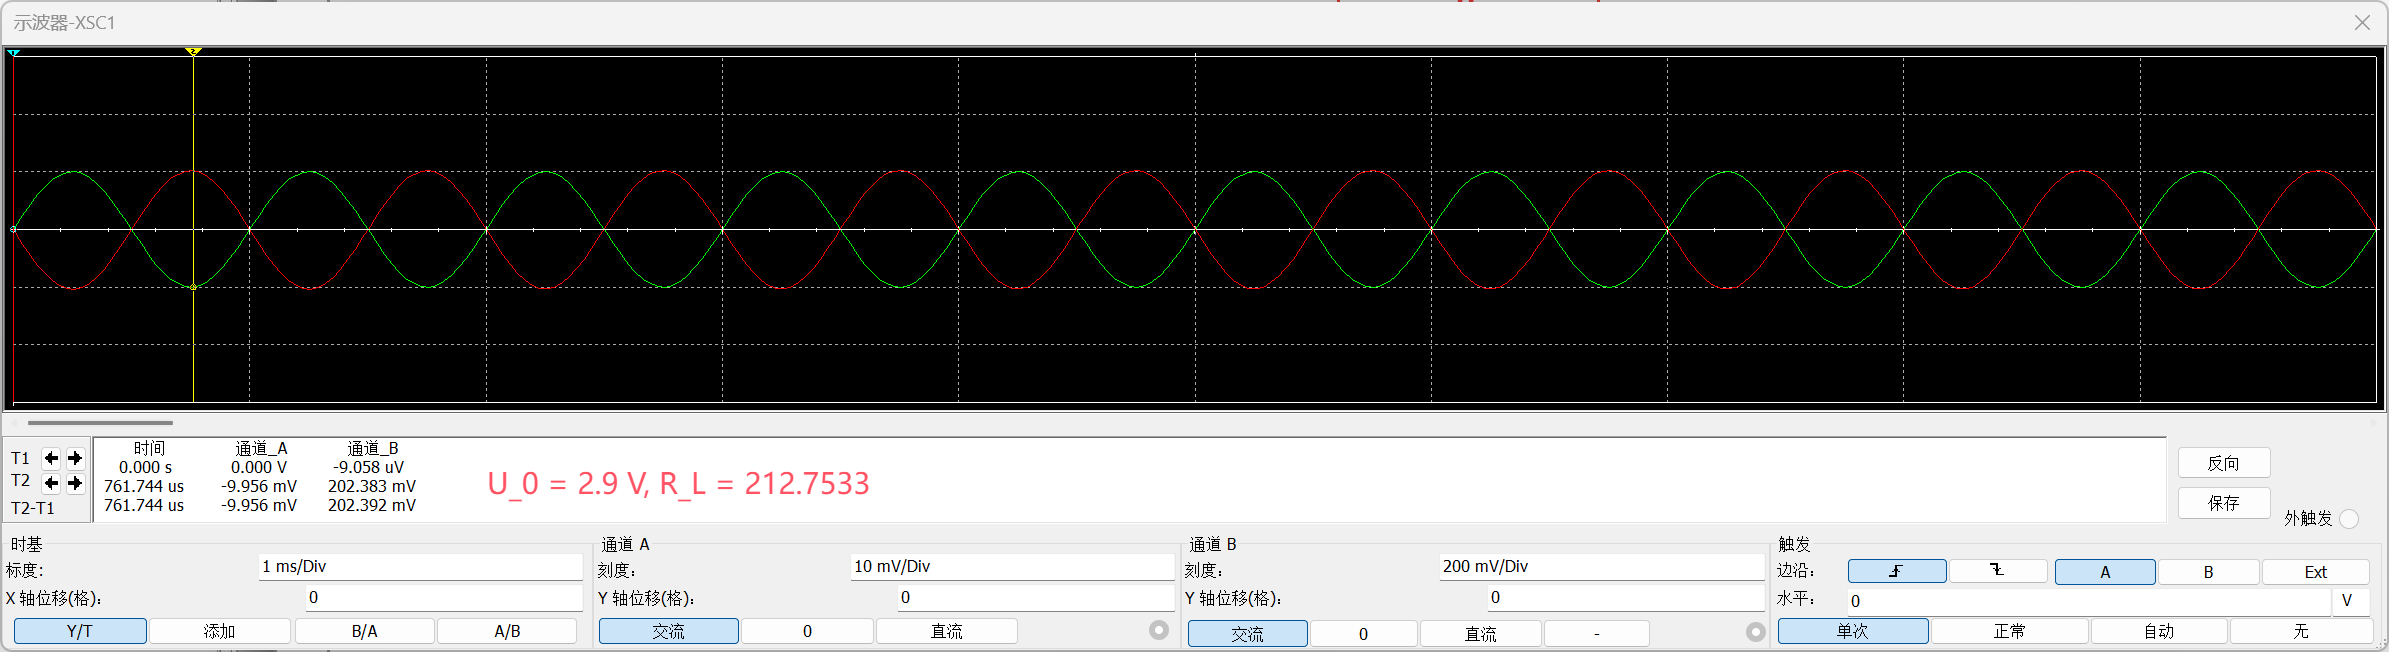 示波器-XSC1
时间 通道_A 通道_B
T1 0.000 s 0.000 V -9.058 uV
T2 761.744 us -9.956 mV 202.383 mV
T2-T1 761.744 us -9.956 mV 202.392 mV
U_0 = 2.9 V, R_L = 212.7533
反向
保存
外触发
时基
标度: 1 ms/Div
X 轴位移(格): 0
Y/T 添加 B/A A/B
通道 A
刻度: 10 mV/Div
Y 轴位移(格): 0
交流 0 直流
通道 B
刻度: 200 mV/Div
Y 轴位移(格): 0
交流 0 直流 -
触发
边沿: A B Ext
水平: 0 V
单次 正常 自动 无